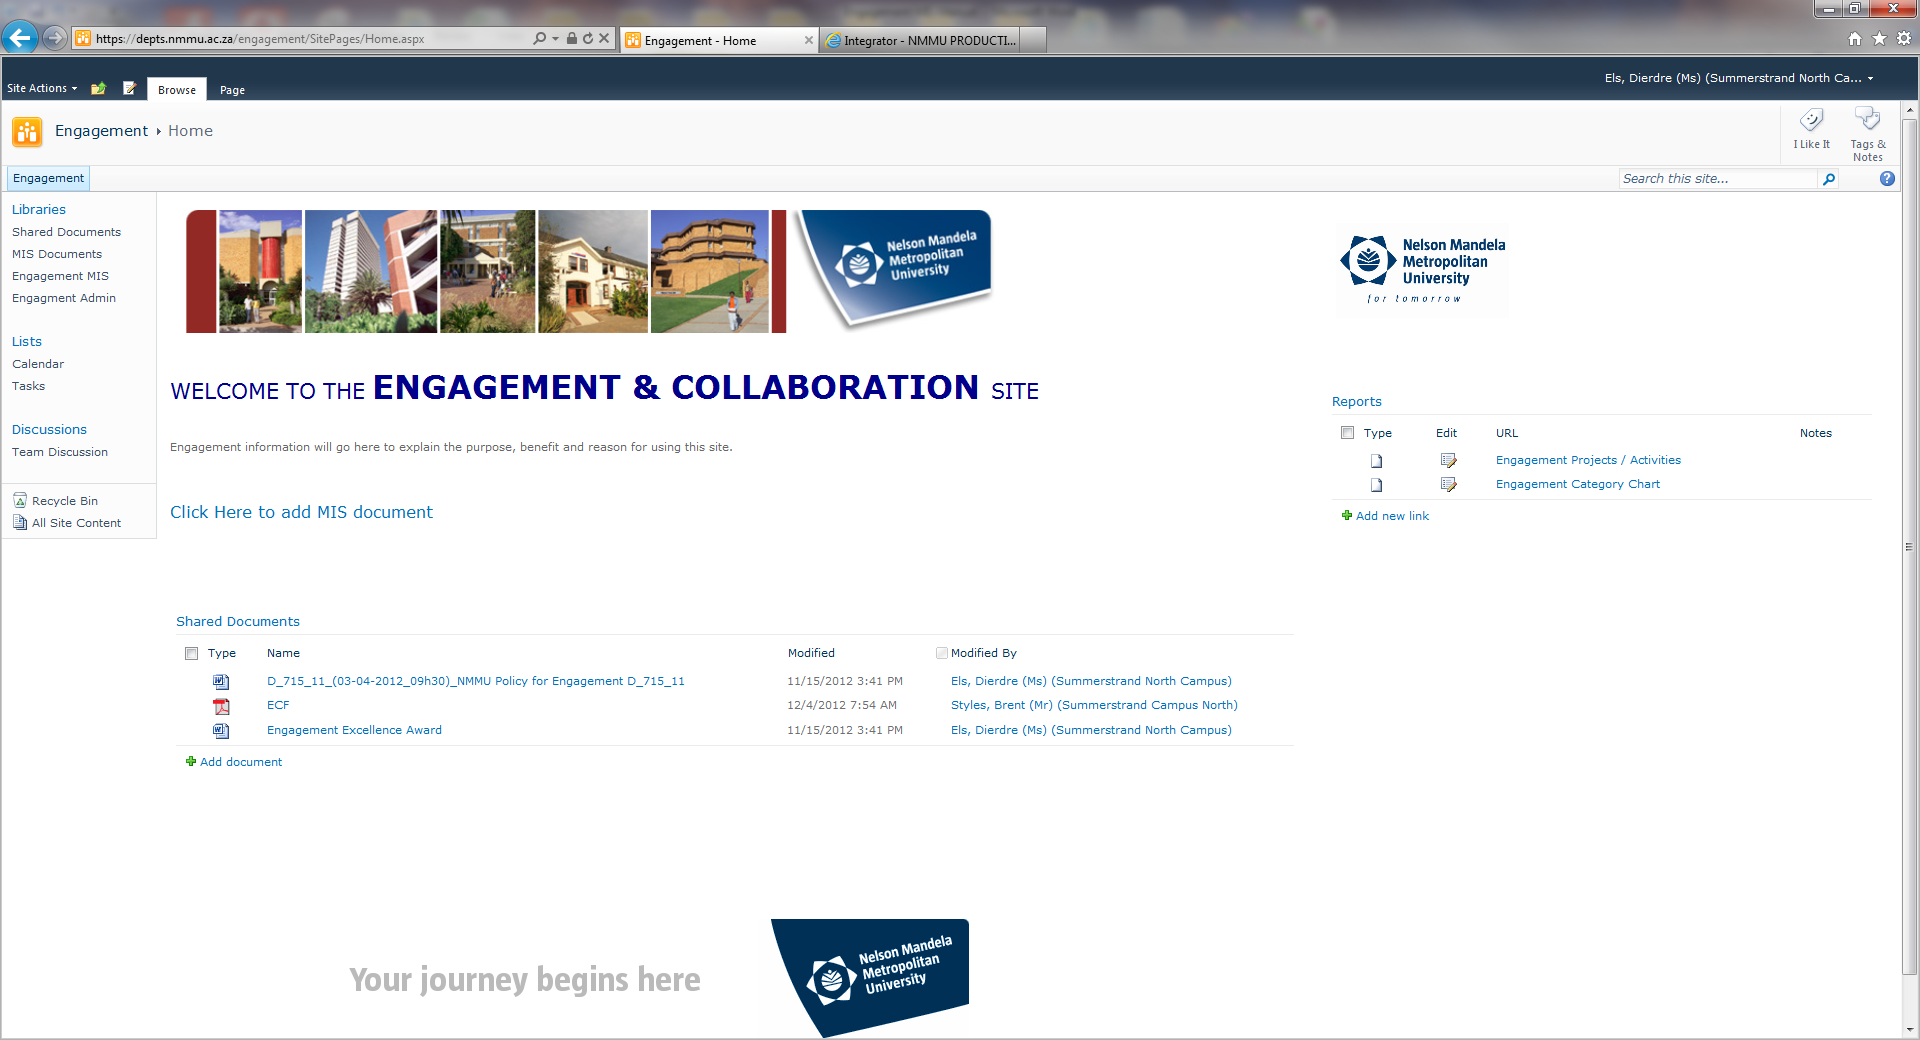 https://depts.nmmu.ac.za/engagement/SitePages/Home.aspx
Engagement - Home
Integrator - NMMU PRODUCTI...
Site Actions
Browse
Page
Els, Dierdre (Ms) (Summerstrand North Ca...
Engagement
Home
I Like It
Tags &
Notes
Engagement
Search this site...
Libraries
Shared Documents
MIS Documents
Engagement MIS
Engagment Admin
Lists
Calendar
Tasks
Discussions
Team Discussion
Recycle Bin
All Site Content
Nelson Mandela
Metropolitan
University
WELCOME TO THE ENGAGEMENT & COLLABORATION SITE
Engagement information will go here to explain the purpose, benefit and reason for using this site.
Click Here to add MIS document
Shared Documents
Type Name Modified Modified By
D_715_11_(03-04-2012_09h30)_NMMU Policy for Engagement D_715_11 11/15/2012 3:41 PM Els, Dierdre (Ms) (Summerstrand North Campus)
ECF 12/4/2012 7:54 AM Styles, Brent (Mr) (Summerstrand Campus North)
Engagement Excellence Award 11/15/2012 3:41 PM Els, Dierdre (Ms) (Summerstrand North Campus)
Add document
Nelson Mandela
Metropolitan
University
for tomorrow
Reports
Type Edit URL Notes
Engagement Projects / Activities
Engagement Category Chart
Add new link
Your journey begins here
Nelson Mandela
Metropolitan
University